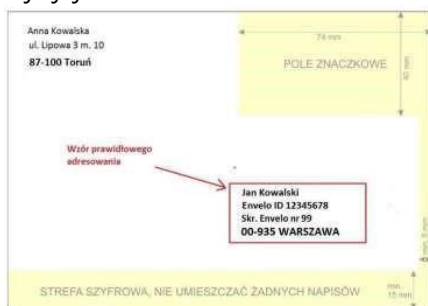 Anna Kowalska
ul. Lipowa 3 m. 10
87-100 Toruń
74 mm
POLE ZNACZKOWE
40 mm
Wzór prawidłowego
adresowania
Jan Kowalski
Envelo ID 12345678
Skr. Envelo nr 99
00-935 WARSZAWA
STREFA SZYFROWA, NIE UMIESZCZAĆ ŻADNYCH NAPISÓW
min.
15 mm